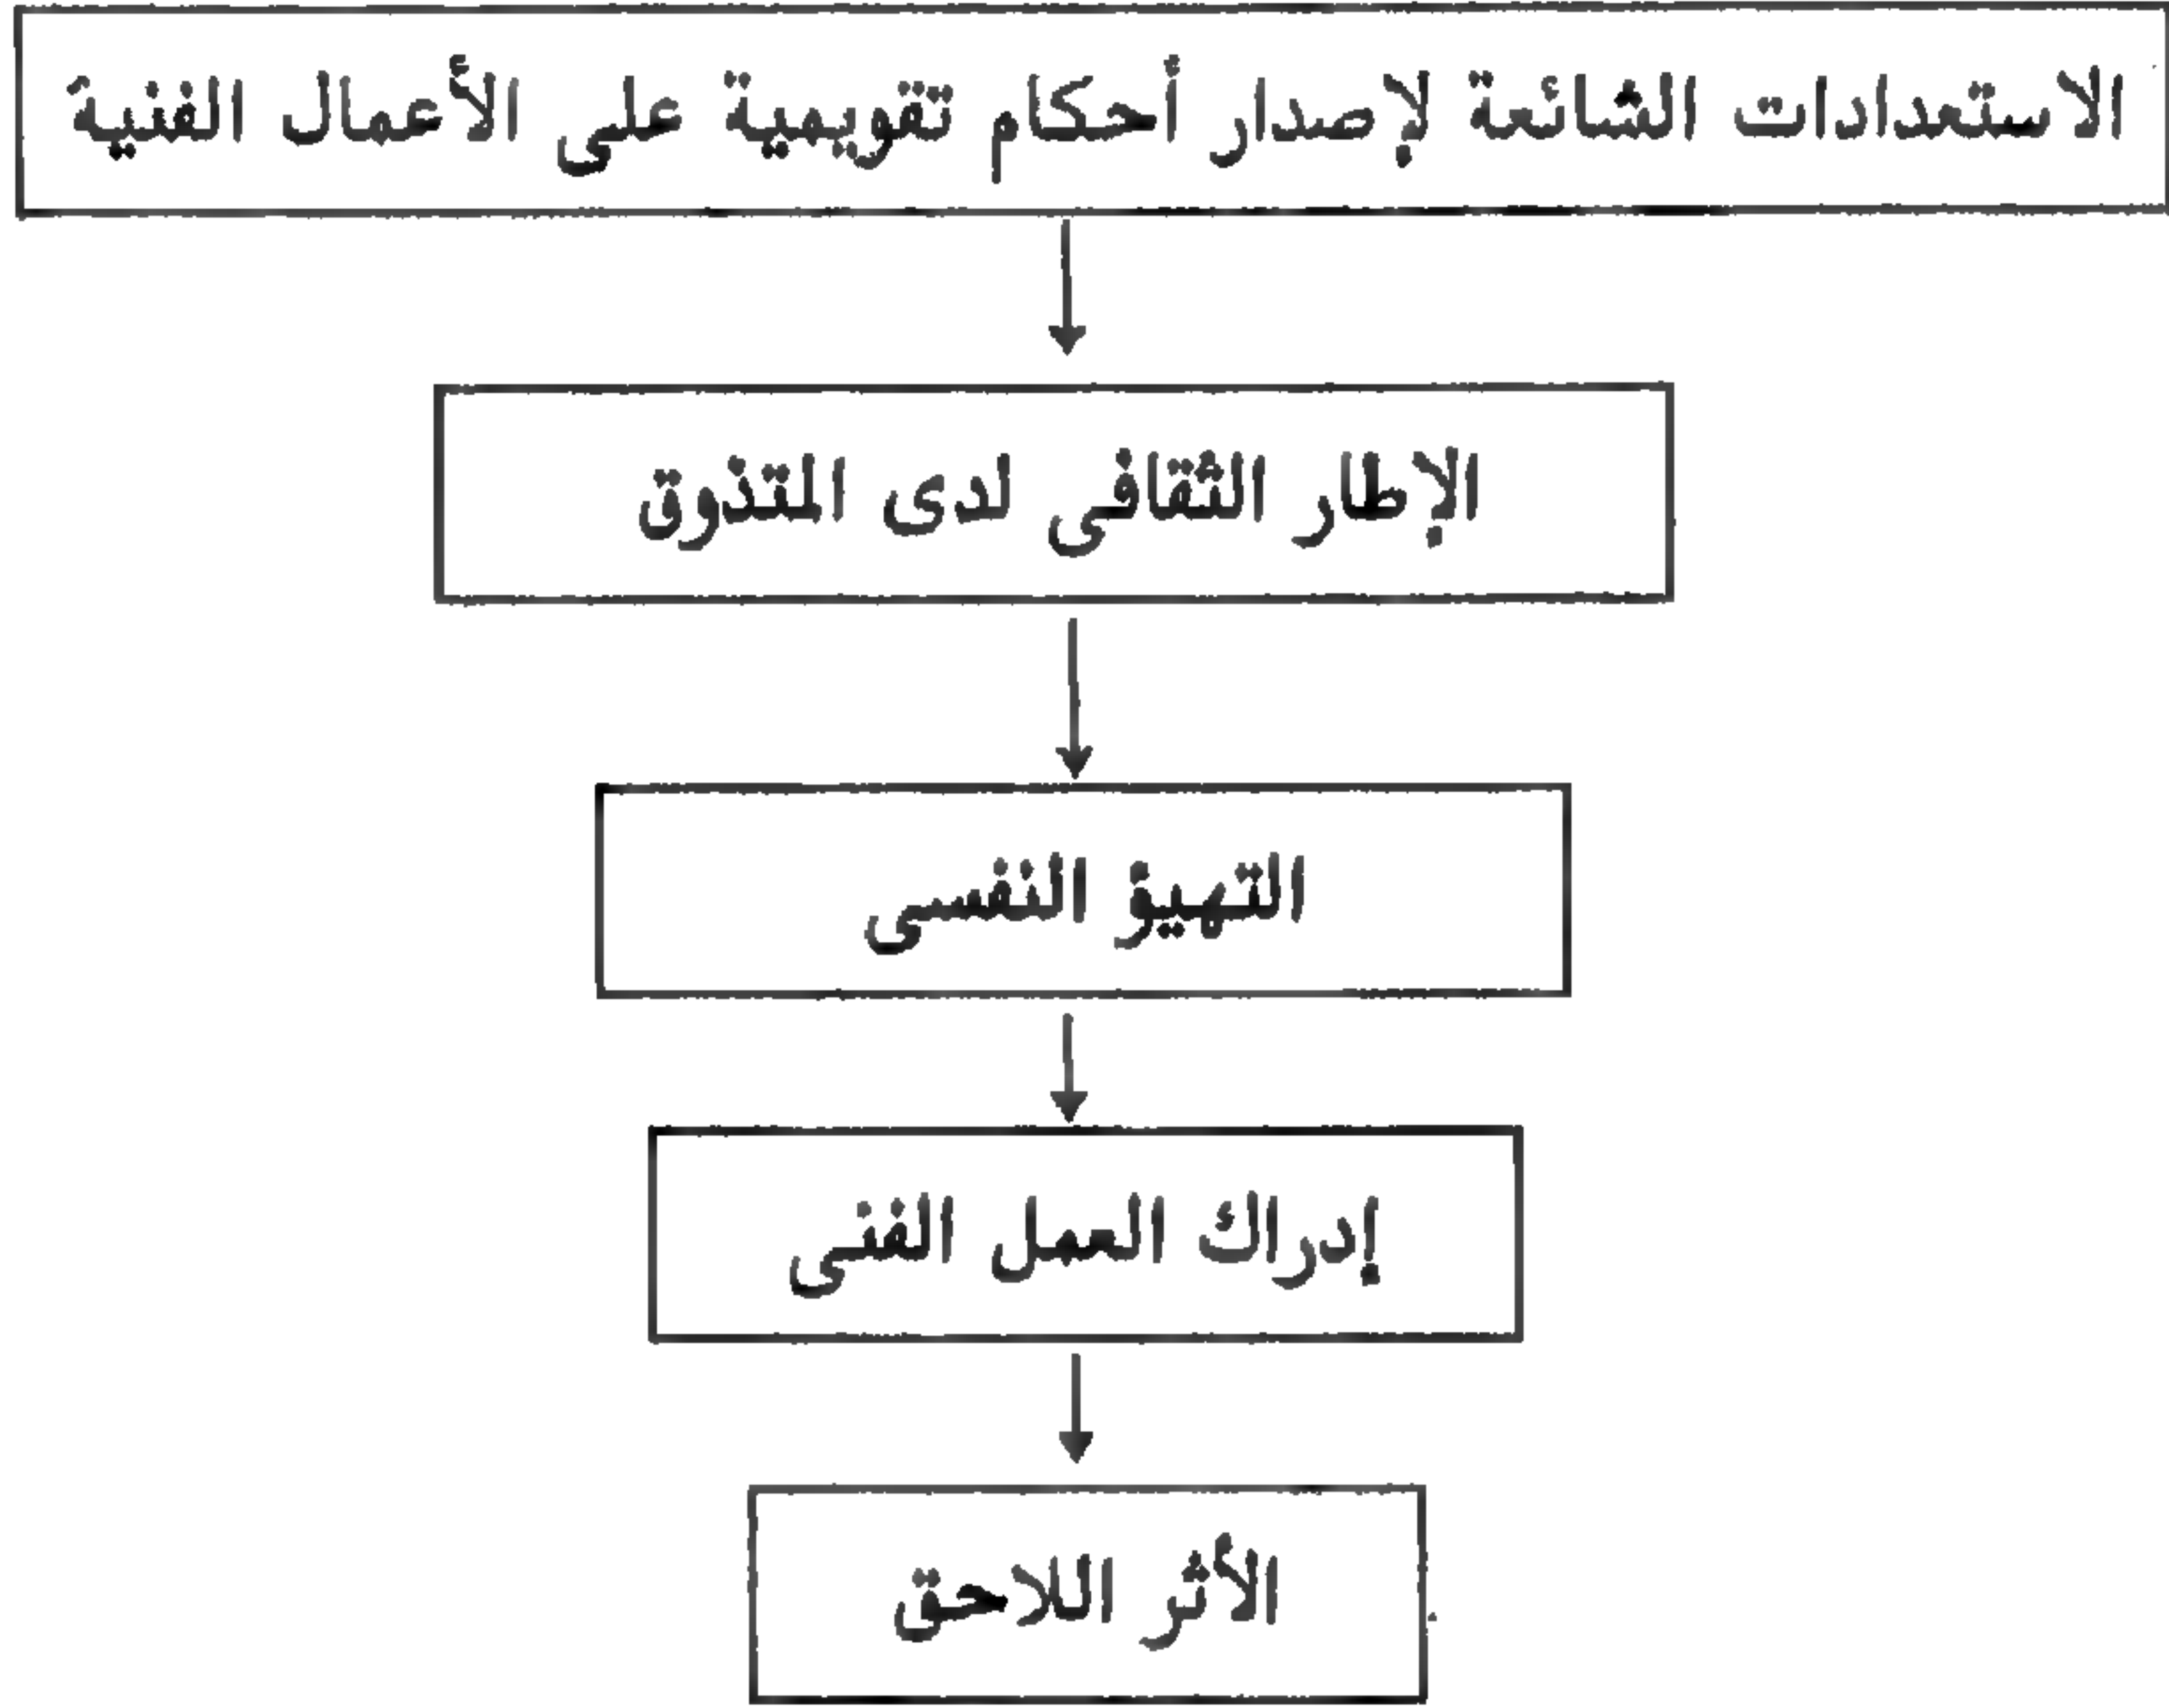 الاستعدادات الشائعة لإصدار أحكام تقويمية على الأعمال الفنية
الإطار الثقافى لدى المتذوق
التهيؤ النفسى
إدراك العمل الفنى
الأثر اللاحق